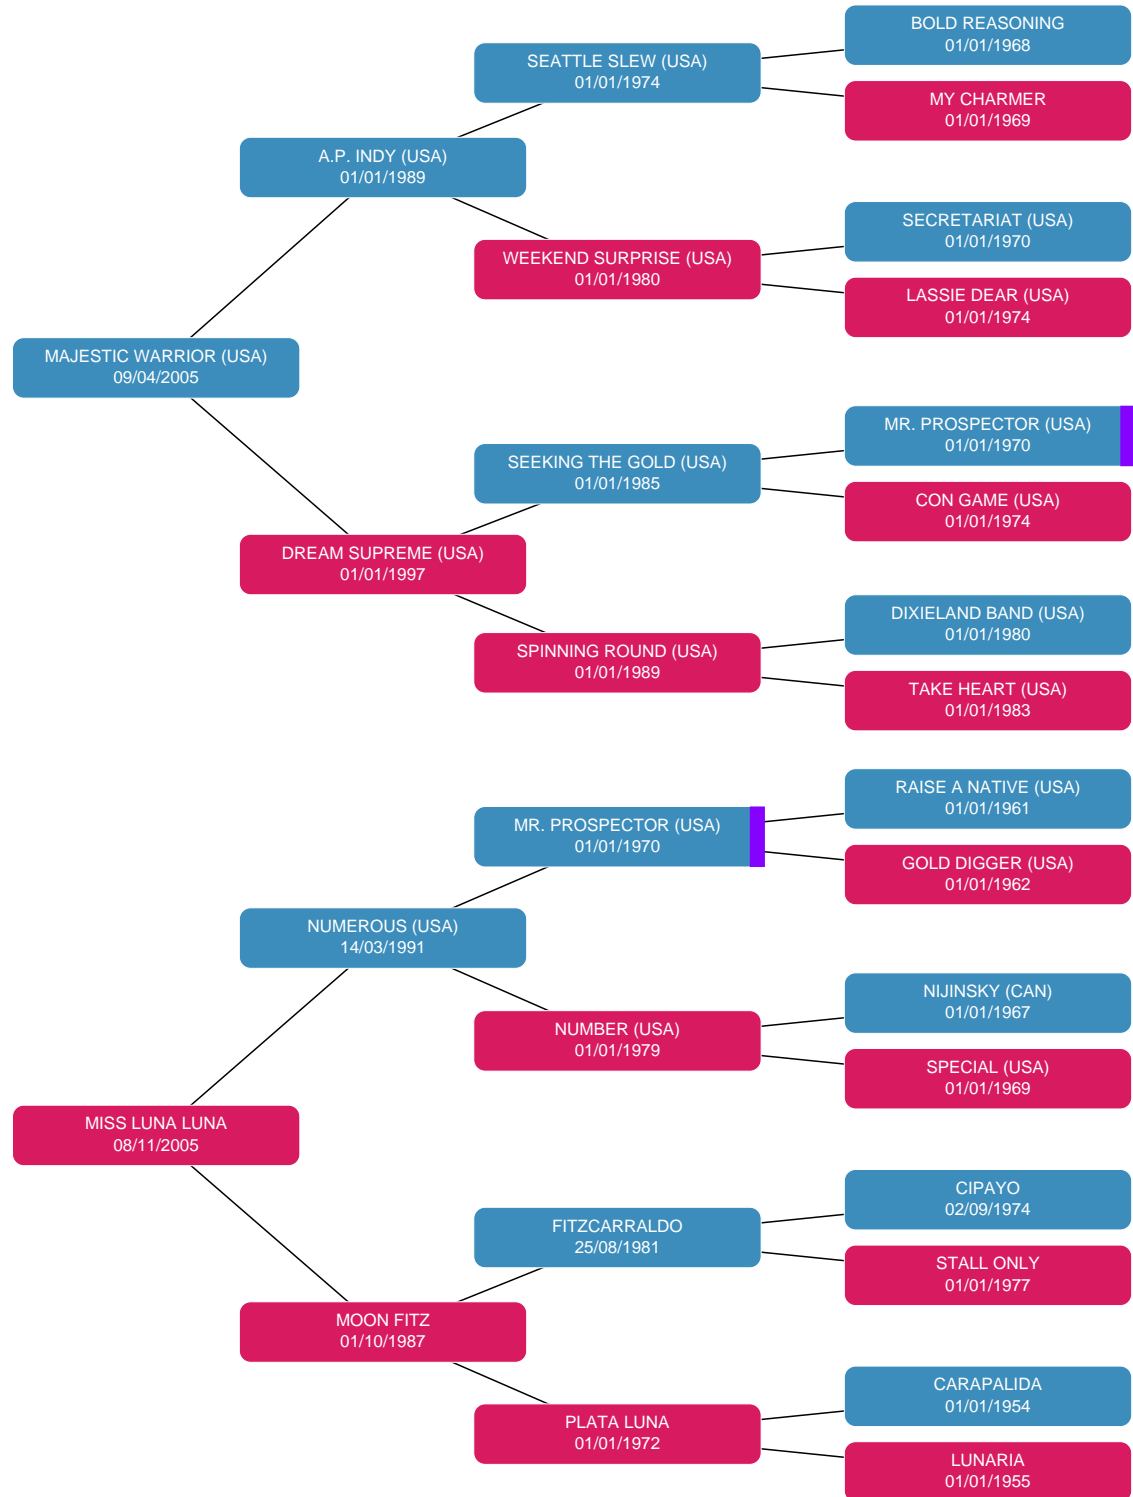 BOLD REASONING
01/01/1968
SEATTLE SLEW (USA)
01/01/1974
MY CHARMER
01/01/1969
A.P. INDY (USA)
01/01/1989
SECRETARIAT (USA)
01/01/1970
WEEKEND SURPRISE (USA)
01/01/1980
LASSIE DEAR (USA)
01/01/1974
MAJESTIC WARRIOR (USA)
09/04/2005
MR. PROSPECTOR (USA)
01/01/1970
SEEKING THE GOLD (USA)
01/01/1985
CON GAME (USA)
01/01/1974
DREAM SUPREME (USA)
01/01/1997
DIXIELAND BAND (USA)
01/01/1980
SPINNING ROUND (USA)
01/01/1989
TAKE HEART (USA)
01/01/1983
RAISE A NATIVE (USA)
01/01/1961
MR. PROSPECTOR (USA)
01/01/1970
GOLD DIGGER (USA)
01/01/1962
NUMEROUS (USA)
14/03/1991
NIJINSKY (CAN)
01/01/1967
NUMBER (USA)
01/01/1979
SPECIAL (USA)
01/01/1969
MISS LUNA LUNA
08/11/2005
CIPAYO
02/09/1974
FITZCARRALDO
25/08/1981
STALL ONLY
01/01/1977
MOON FITZ
01/10/1987
CARAPALIDA
01/01/1954
PLATA LUNA
01/01/1972
LUNARIA
01/01/1955